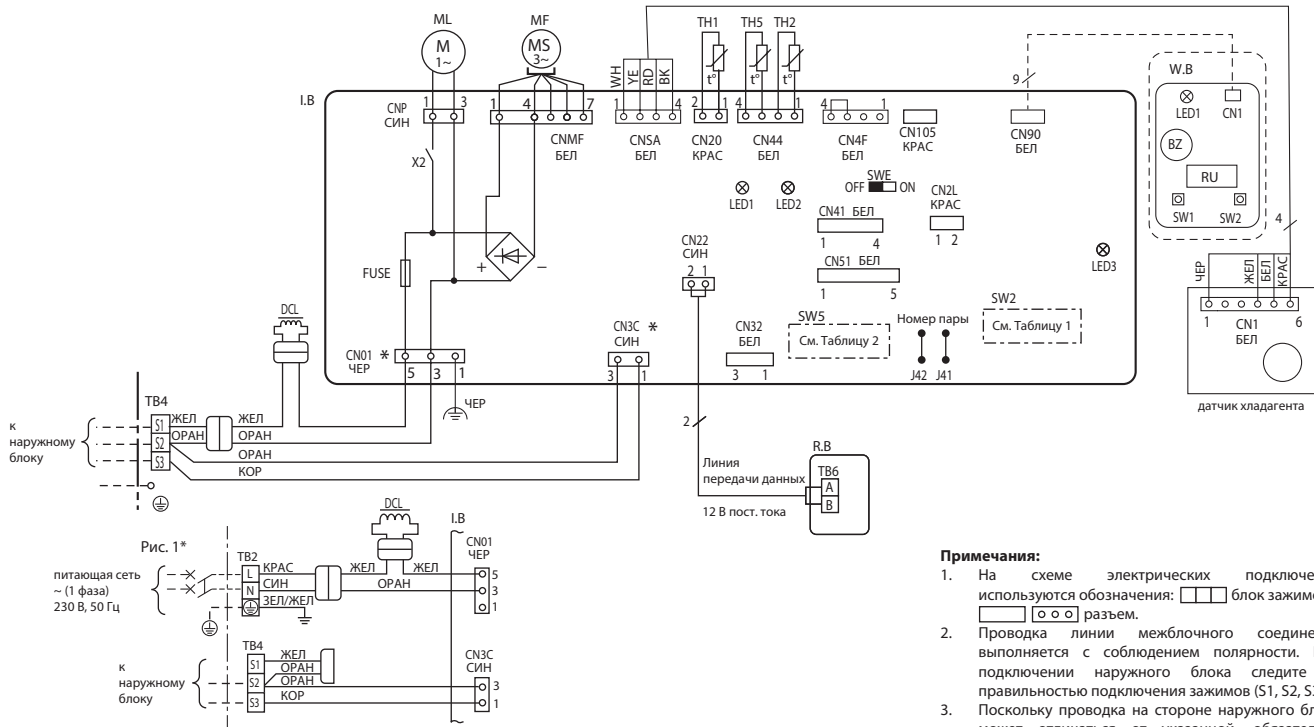 ML
MF
TH1 TH5 TH2
M
1~
MS
3~
t° t° t°
WH YE RD BK
9
W.B
I.B
1 3
1 4 7
1 4
2 1
4 1
4 1
CNP
СИН
CNMF
БЕЛ
CNSA
БЕЛ
CN20
КРАС
CN44
БЕЛ
CN4F
БЕЛ
CN105
КРАС
CN90
БЕЛ
LED1
CN1
BZ
RU
SW1
SW2
X2
LED1
LED2
SWE
OFF ON
CN41 БЕЛ
1 4
CN2L
КРАС
1 2
4
CN22
СИН
2 1
CN51 БЕЛ
1 5
LED3
FUSE
+ –
ЧЕР ЖЕЛ БЕЛ КРАС
1 6
CN1
БЕЛ
датчик хладагента
DCL
CN01 *
ЧЕР
5 3 1
ЧЕР
CN3C *
СИН
3 1
CN32
БЕЛ
3 1
SW5
См. Таблицу 2
Номер пары
J42 J41
SW2
См. Таблицу 1
TB4
к
наружному
блоку
S1 ЖЕЛ ЖЕЛ
S2 ОРАН ОРАН
S3 ОРАН
КОР
2
Линия
передачи данных
12 В пост. тока
R.B
TB6
A
B
Рис. 1*
DCL
I.B
питающая сеть
~ (1 фаза)
230 В, 50 Гц
TB2
L КРАС ЖЕЛ ЖЕЛ
N СИН ОРАН
ЗЕЛ/ЖЕЛ
CN01
ЧЕР
5
3
1
к
наружному
блоку
TB4
S1 ЖЕЛ
ОРАН
S2 ОРАН
S3 КОР
CN3C
СИН
3
1
Примечания:
1. На схеме электрических подключе
используются обозначения: блок зажимо
разъем.
2. Проводка линии межблочного соедине
выполняется с соблюдением полярности.
подключении наружного блока следите
правильностью подключения зажимов (S1, S2, S
3. Поскольку проводка на стороне наружного бл